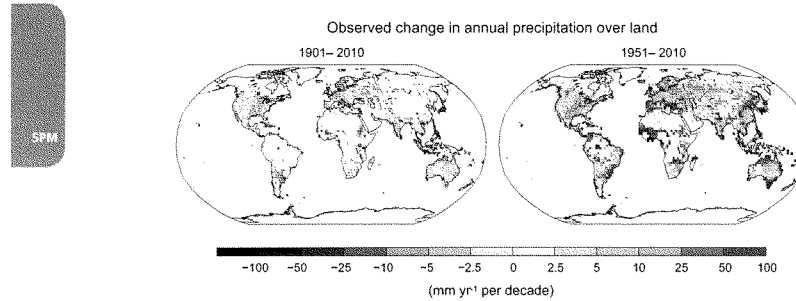 Observed change in annual precipitation over land
1901– 2010
1951– 2010
SPM
−100 −50 −25 −10 −5 −2.5 0 2.5 5 10 25 50 100
(mm yr-1 per decade)